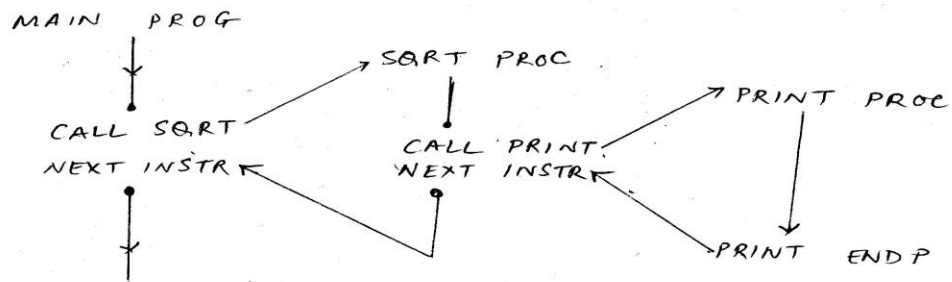 MAIN PROG
CALL SQRT
NEXT INSTR
SQRT PROC
CALL PRINT
NEXT INSTR
PRINT PROC
PRINT ENDP